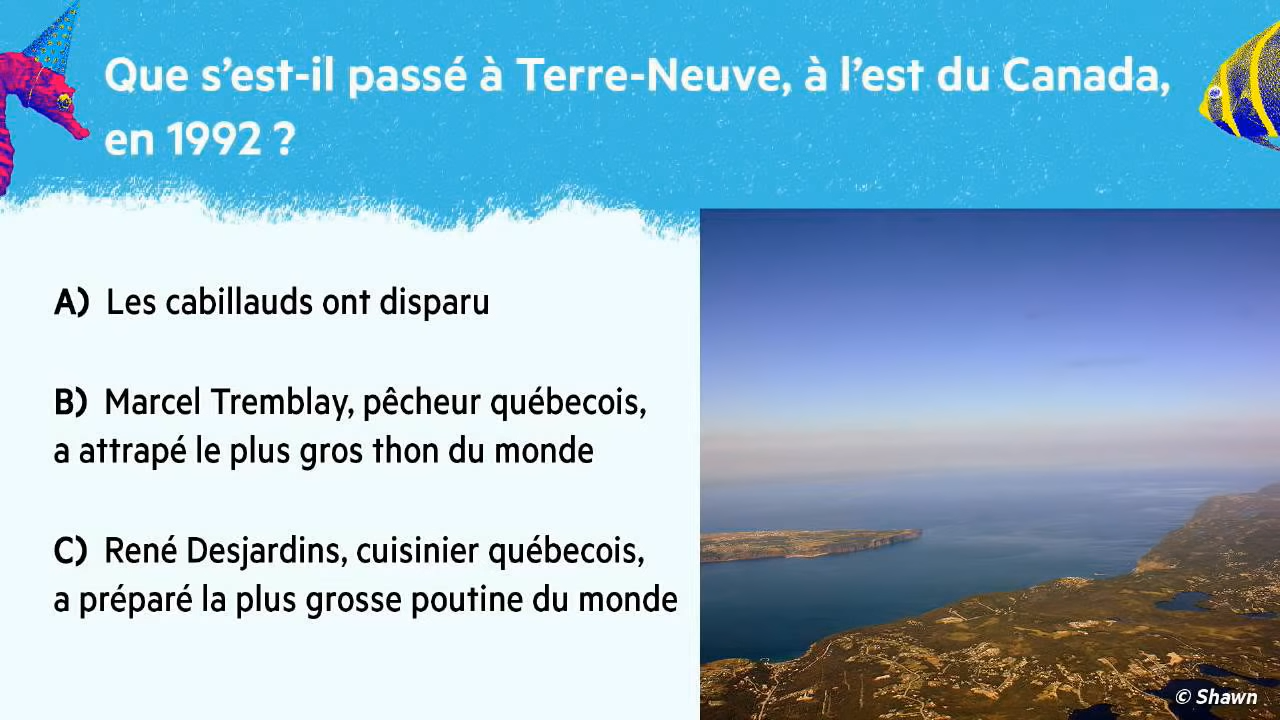 Que s’est-il passé à Terre-Neuve, à l’est du Canada,
en 1992 ?
A) Les cabillauds ont disparu
B) Marcel Tremblay, pêcheur québecois,
a attrapé le plus gros thon du monde
C) René Desjardins, cuisinier québecois,
a préparé la plus grosse poutine du monde
© Shawn